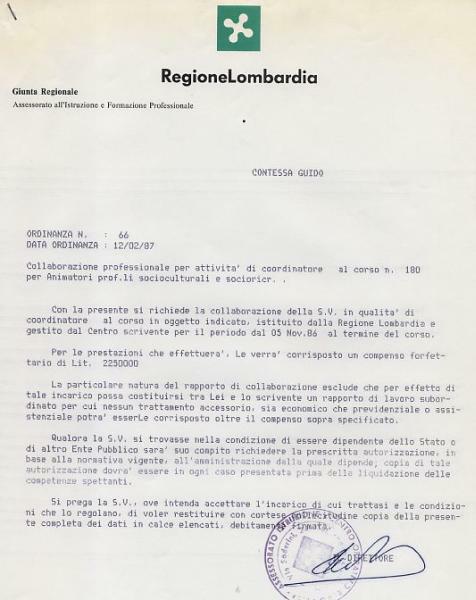 RegioneLombardia
Giunta Regionale
Assessorato all'Istruzione e Formazione Professionale
CONTESSA GUIDO
ORDINANZA N. : 66
DATA ORDINANZA : 12/02/87
Collaborazione professionale per attivita' di coordinatore al corso n. 180
per Animatori prof.li socioculturali e socioricr. .
Con la presente si richiede la collaborazione della S.V. in qualita' di
coordinatore al corso in oggetto indicato, istituito dalla Regione Lombardia e
gestito dal Centro scrivente per il periodo dal 05 Nov.86 al termine del corso.
Per le prestazioni che effettuera', Le verra' corrisposto un compenso forfet-
tario di Lit. 2250000
La particolare natura del rapporto di collaborazione esclude che per effetto di
tale incarico possa costituirsi tra Lei e lo scrivente un rapporto di lavoro subor-
dinato per cui nessun trattamento accessorio, sia economico che previdenziale o assi-
stenziale potra' esserLe corrisposto oltre il compenso sopra specificato.
Qualora la S.V. si trovasse nella condizione di essere dipendente dello Stato o
di altro Ente Pubblico sara' suo compito richiedere la prescritta autorizzazione, in
base alla normativa vigente, all'amministrazione dalla quale dipende; copia di tale
autorizzazione dovra' essere in ogni caso presentata prima della liquidazione delle
competenze spettanti.
Si prega la S.V., ove intenda accettare l'incarico di cui trattasi e le condizio-
ni che lo regolano, di voler restituire con cortese sollecitudine copia della presen-
te completa dei dati in calce elencati, debitamente firmata.
IL DIRETTORE
ASSESSORATO
Via Soderini